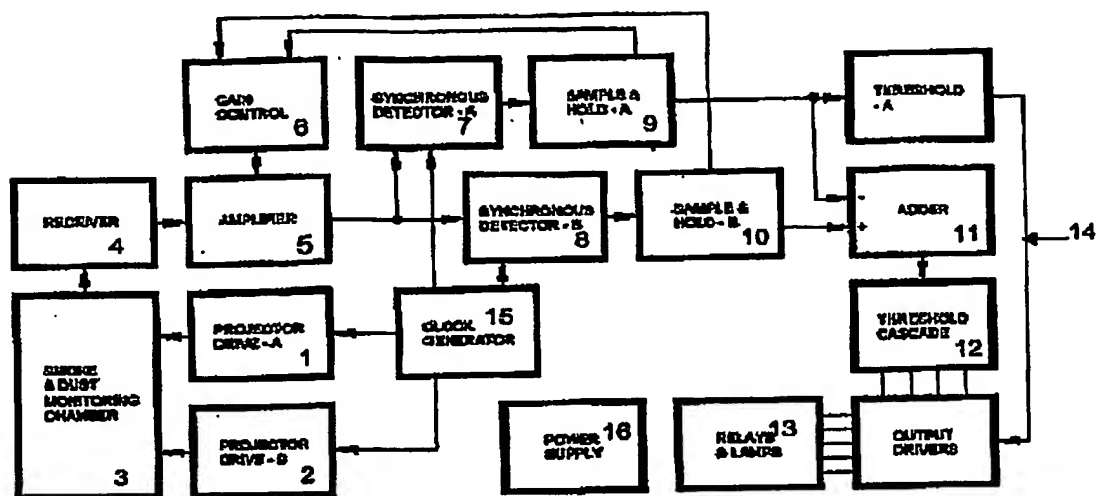 GAIN
CONTROL
6
SYNCHRONOUS
DETECTOR - A
7
SAMPLE &
HOLD - A
9
THRESHOLD
- A
RECEIVER
4
AMPLIFIER
5
SYNCHRONOUS
DETECTOR - B
8
SAMPLE &
HOLD - B
10
-
+
ADDER
11
14
SMOKE
& DUST
MONITORING
CHAMBER
3
PROJECTOR
DRIVE - A
1
CLOCK
GENERATOR
15
THRESHOLD
CASCADE
12
PROJECTOR
DRIVE - B
2
POWER
SUPPLY
16
RELAYS
& LAMPS
13
OUTPUT
DRIVERS